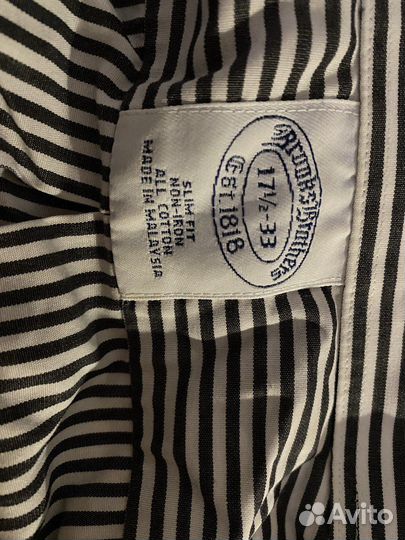 Brooks Brothers
17½-33
Est.1818
SLIM FIT
NON-IRON
ALL COTTON
MADE IN MALAYSIA
Avito